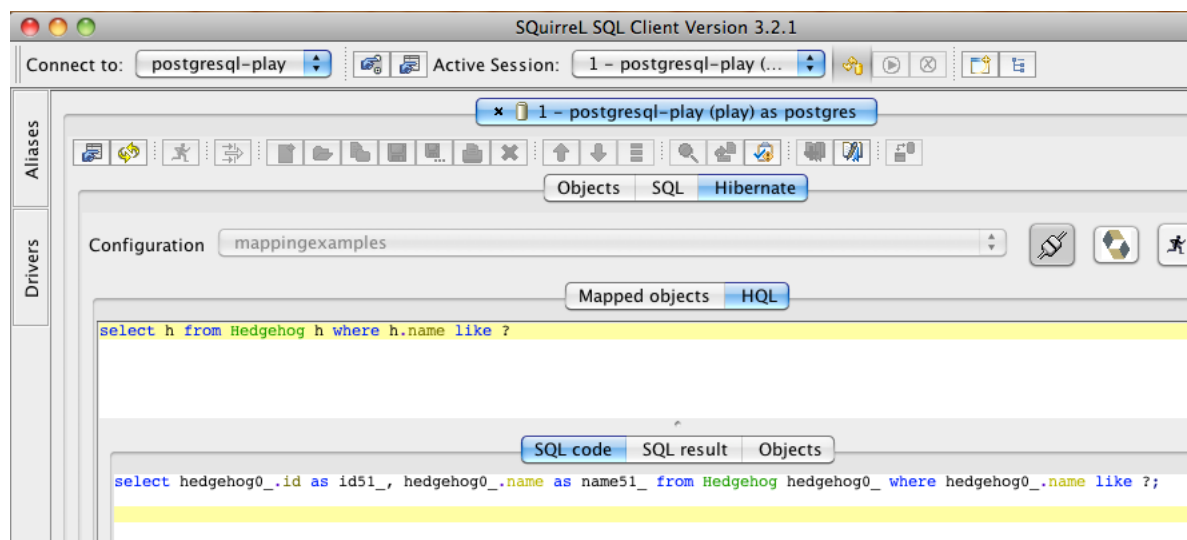 SQuirreL SQL Client Version 3.2.1
Connect to: postgresql-play Active Session: 1 - postgresql-play (...
Aliases
Drivers
1 - postgresql-play (play) as postgres
Objects SQL Hibernate
Configuration mappingexamples
Mapped objects HQL
select h from Hedgehog h where h.name like ?
SQL code SQL result Objects
select hedgehog0_.id as id51_, hedgehog0_.name as name51_ from Hedgehog hedgehog0_ where hedgehog0_.name like ?;